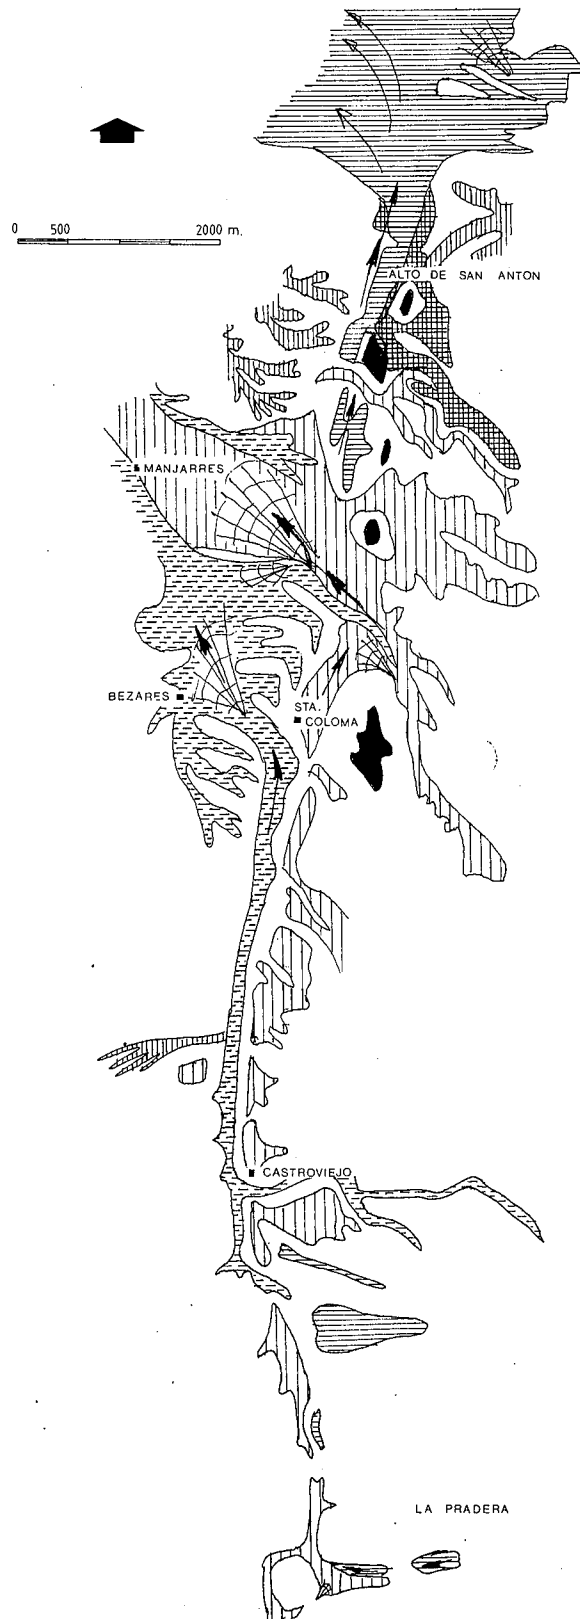 0 500 2000 m.
ALTO DE SAN ANTON
MANJARRES
BEZARES
STA.
COLOMA
CASTROVIEJO
LA PRADERA